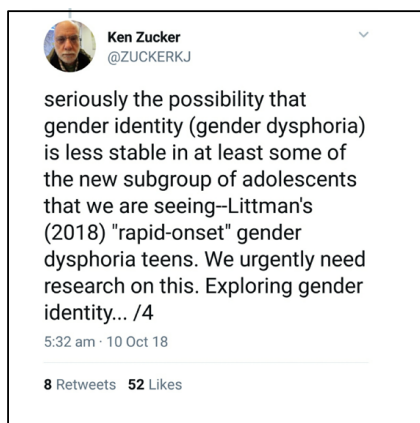 Ken Zucker
@ZUCKERKJ
seriously the possibility that
gender identity (gender dysphoria)
is less stable in at least some of
the new subgroup of adolescents
that we are seeing--Littman's
(2018) "rapid-onset" gender
dysphoria teens. We urgently need
research on this. Exploring gender
identity... /4
5:32 am · 10 Oct 18
8 Retweets 52 Likes